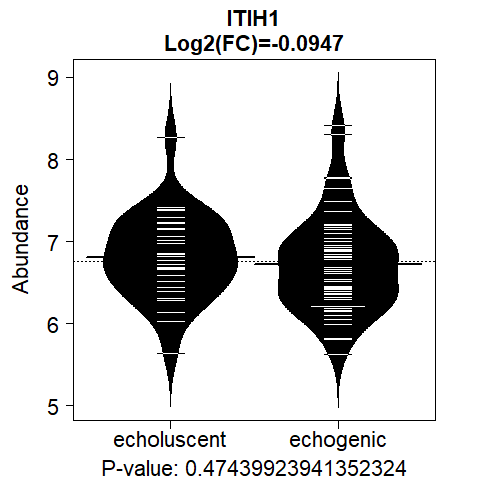 ITIH1
Log2(FC)=-0.0947
Abundance
9
8
7
6
5
echoluscent echogenic
P-value: 0.47439923941352324